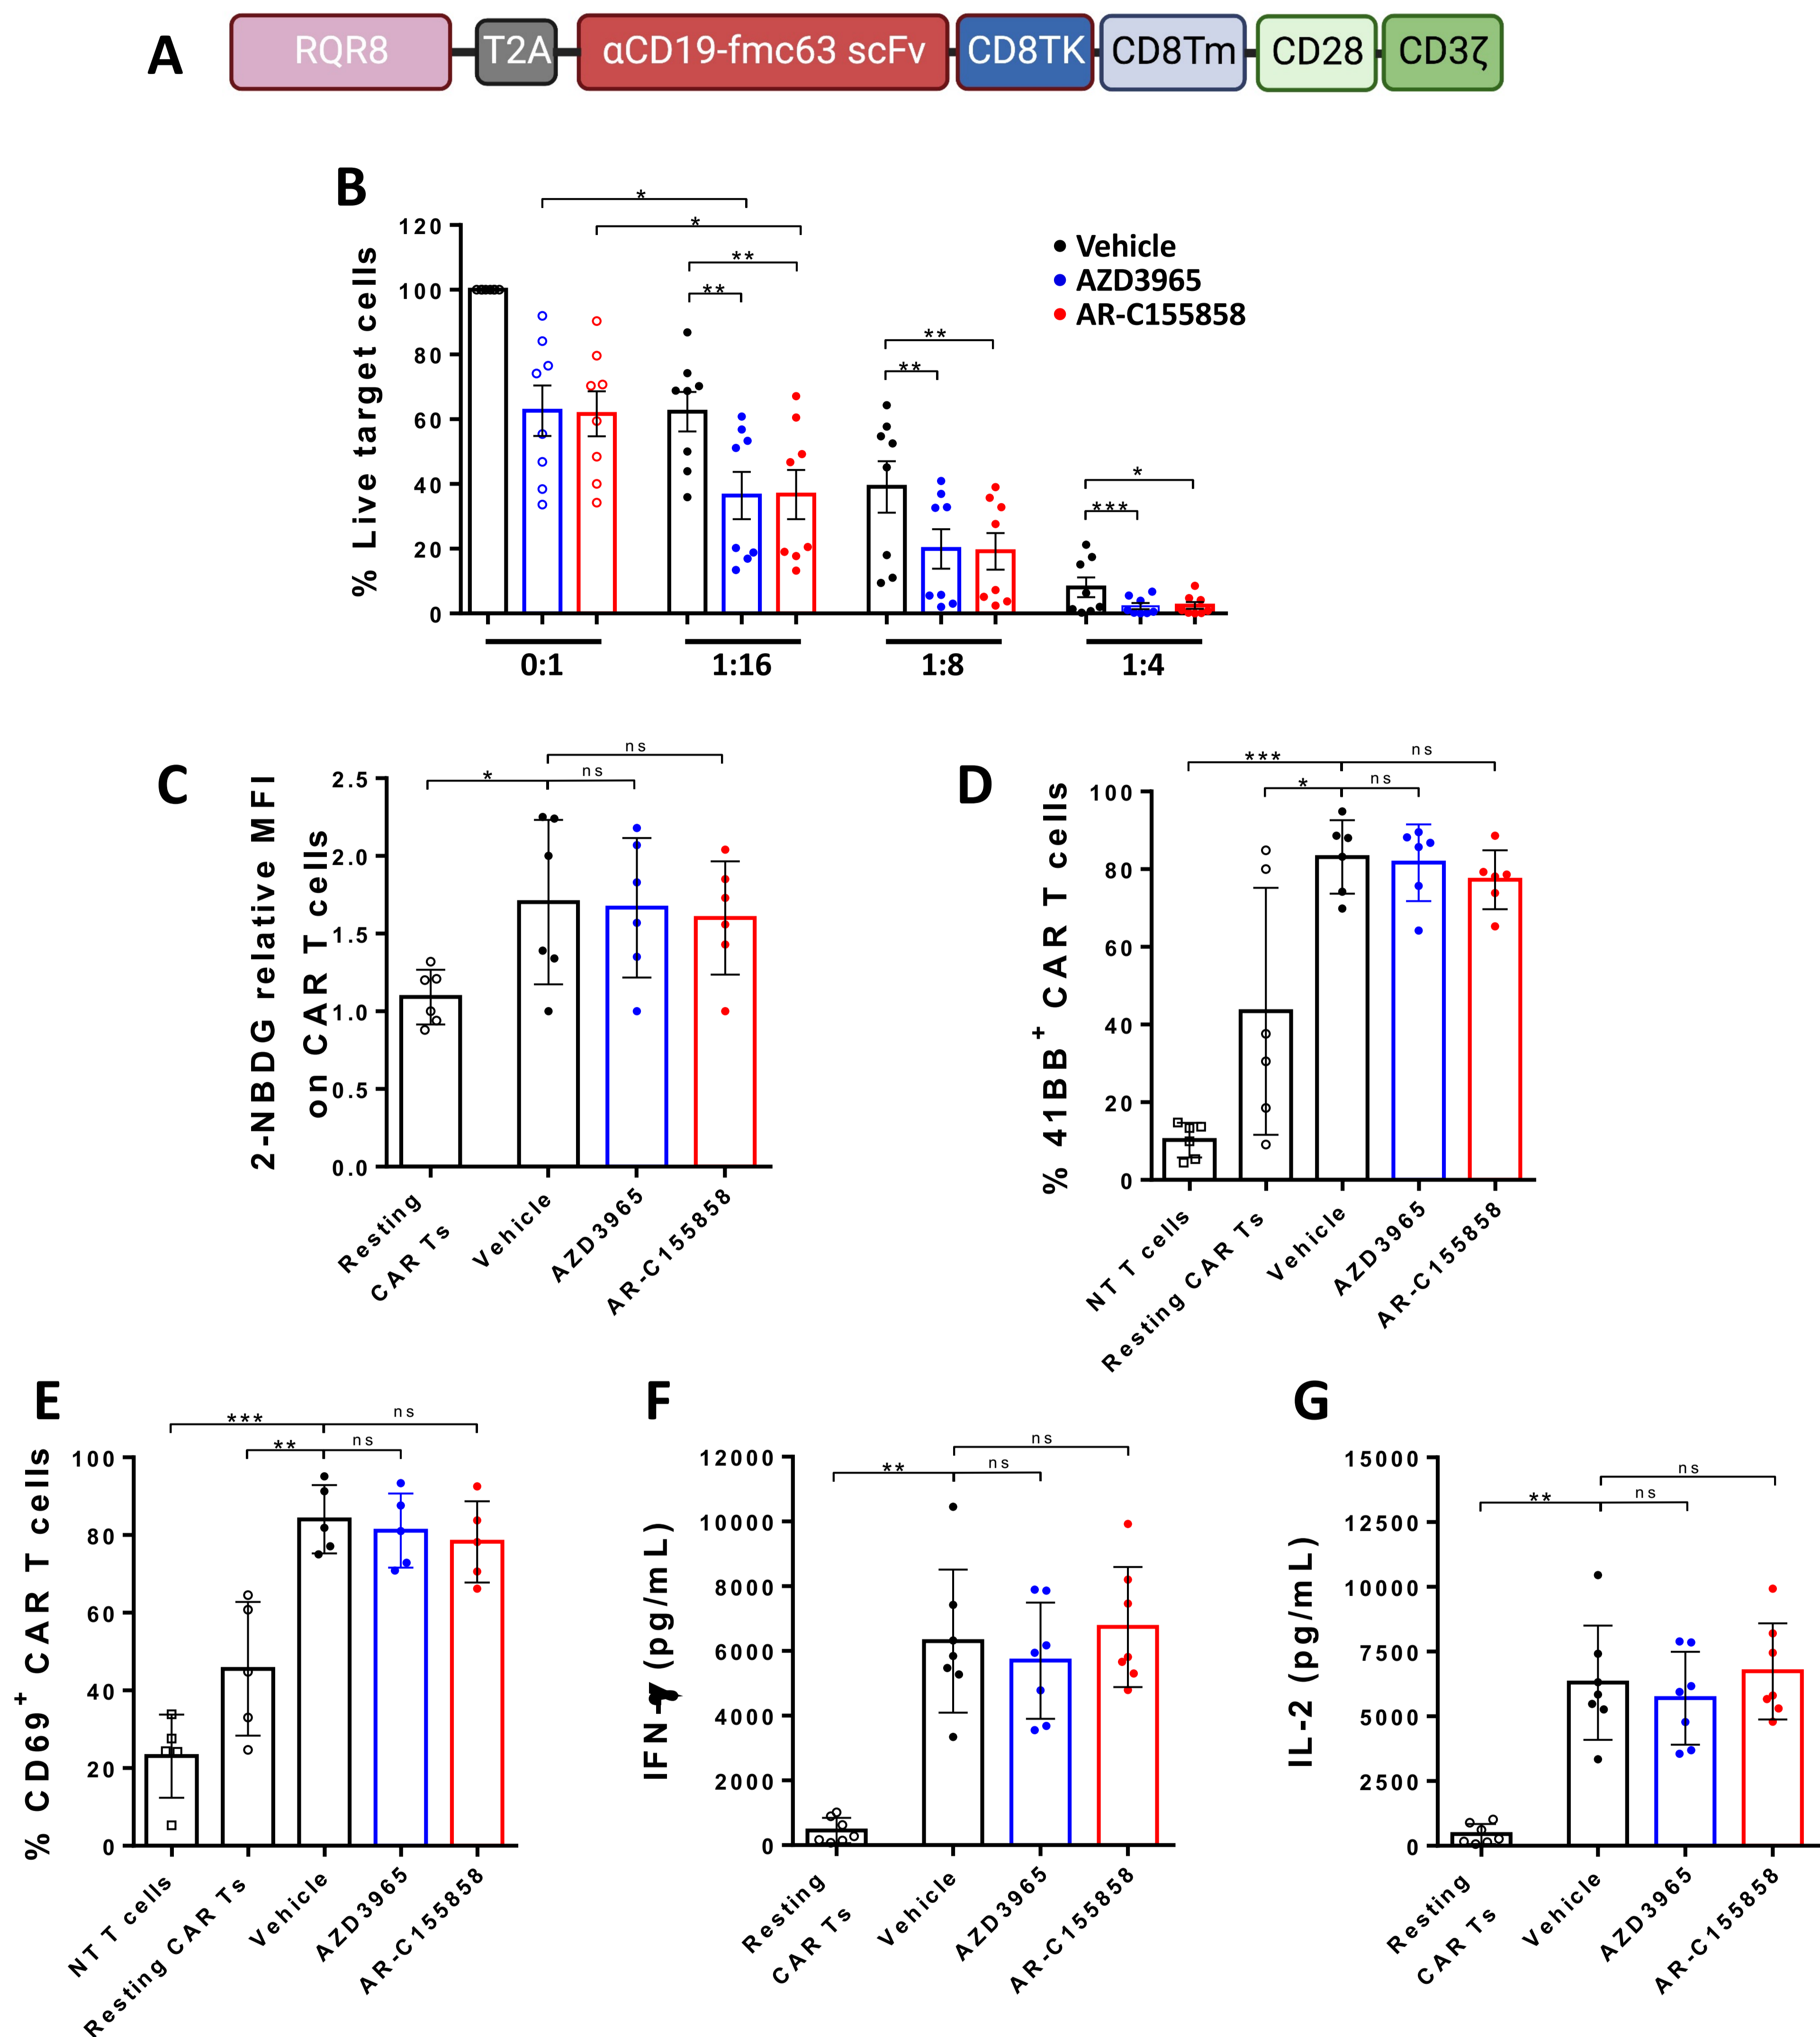 A
RQR8 T2A αCD19-fmc63 scFv CD8TK CD8Tm CD28 CD3ζ
B
% Live target cells
120
100
80
60
40
20
0
*
*
**
**
**
**
*
***
Vehicle
AZD3965
AR-C155858
0:1 1:16 1:8 1:4
C
2-NBDG relative MFI
on CAR T cells
2.5
2.0
1.5
1.0
0.5
0.0
ns
* ns
Resting
CAR Ts
Vehicle
AZD3965
AR-C155858
D
% 41BB+ CAR T cells
100
80
60
40
20
0
*** ns
* ns
NT T cells
Resting CAR Ts
Vehicle
AZD3965
AR-C155858
E
% CD69+ CAR T cells
100
80
60
40
20
0
*** ns
** ns
NT T cells
Resting CAR Ts
Vehicle
AZD3965
AR-C155858
F
IFN-γ (pg/mL)
12000
10000
8000
6000
4000
2000
0
ns
** ns
Resting
CAR Ts
Vehicle
AZD3965
AR-C155858
G
IL-2 (pg/mL)
15000
12500
10000
7500
5000
2500
0
ns
** ns
Resting
CAR Ts
Vehicle
AZD3965
AR-C155858